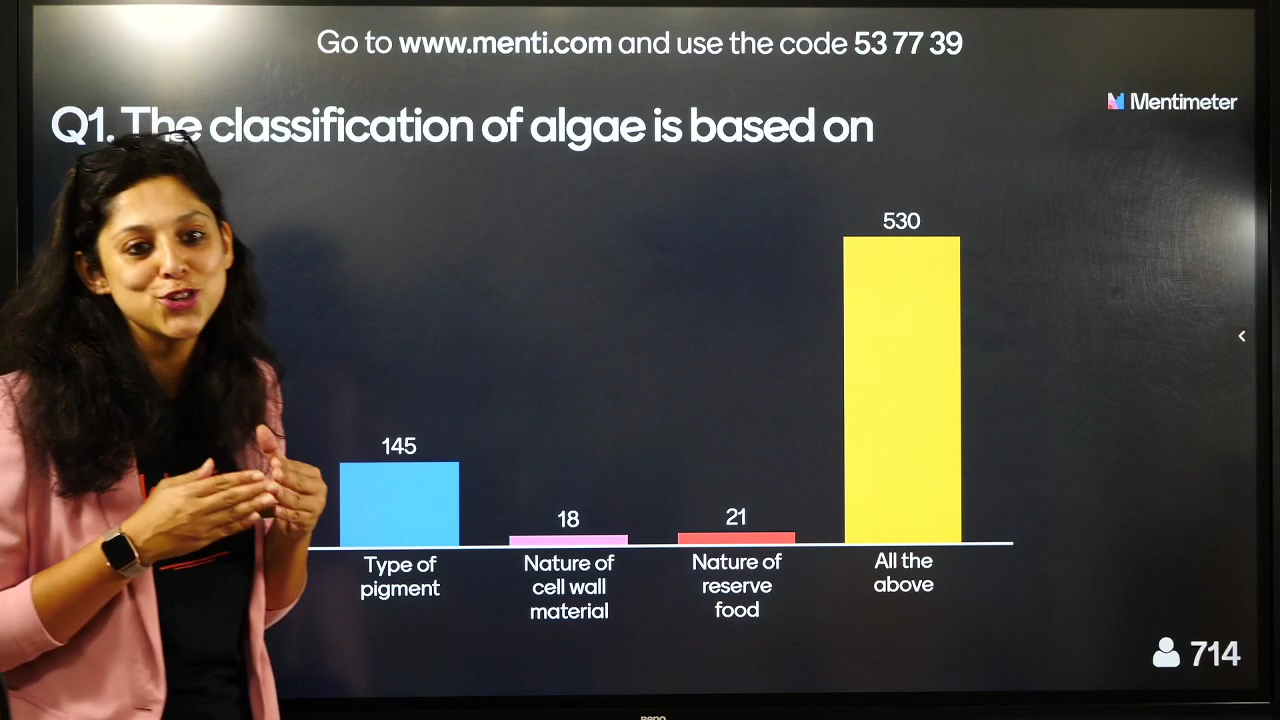 Go to www.menti.com and use the code 53 77 39
Mentimeter
Q1. The classification of algae is based on
530
145
18
21
Type of
pigment
Nature of
cell wall
material
Nature of
reserve
food
All the
above
714